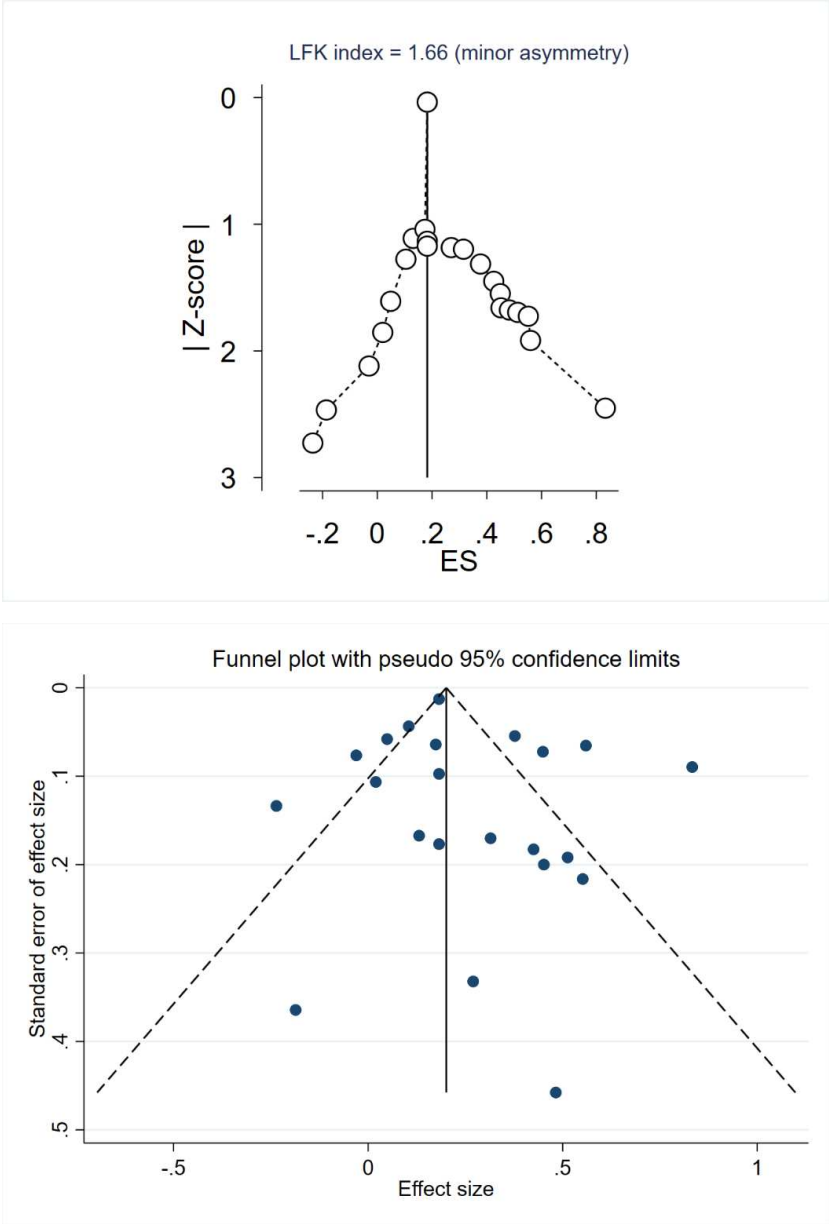 LFK index = 1.66 (minor asymmetry)
0
1
2
3
| Z-score |
-.2 0 .2 .4 .6 .8
ES
Funnel plot with pseudo 95% confidence limits
0
.1
.2
.3
.4
.5
Standard error of effect size
-.5 0 .5 1
Effect size